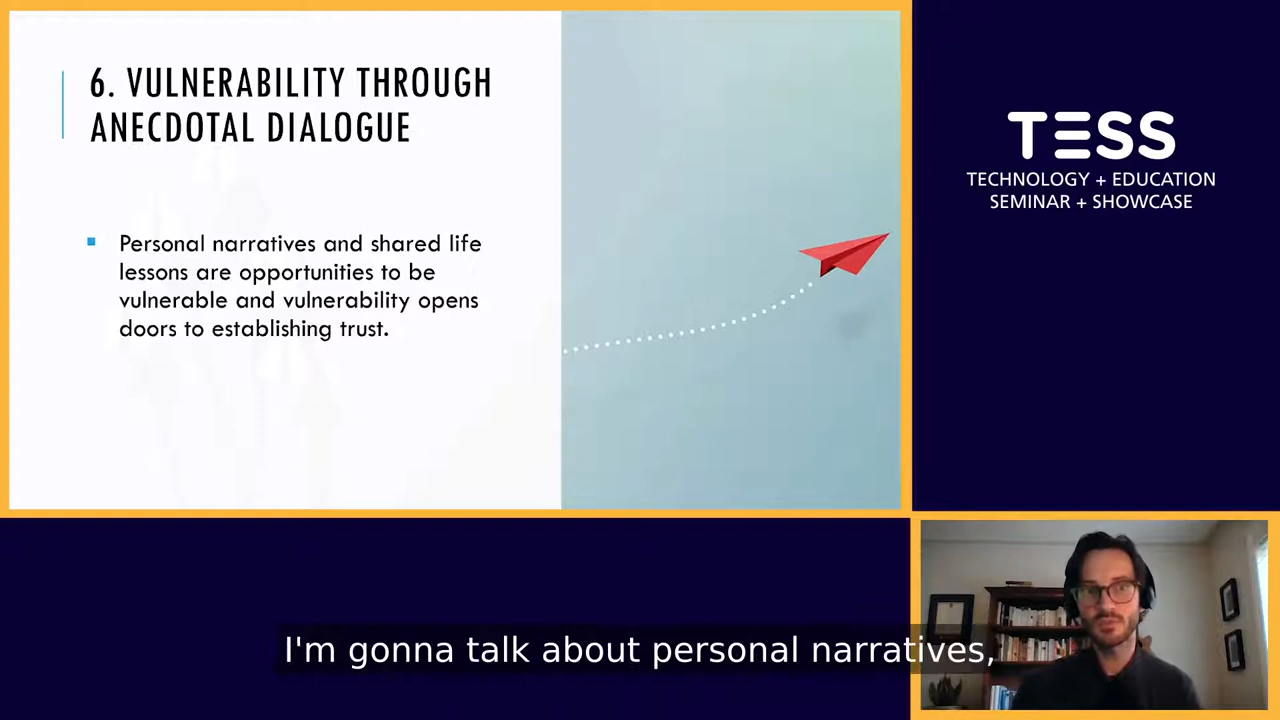 6. VULNERABILITY THROUGH
ANECDOTAL DIALOGUE
Personal narratives and shared life
lessons are opportunities to be
vulnerable and vulnerability opens
doors to establishing trust.
TESS
TECHNOLOGY + EDUCATION
SEMINAR + SHOWCASE
I'm gonna talk about personal narratives,